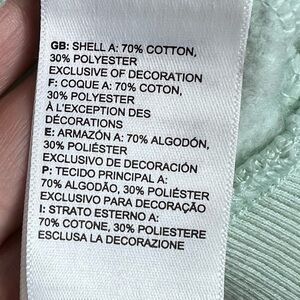 GB: SHELL A: 70% COTTON,
30% POLYESTER
EXCLUSIVE OF DECORATION
F: COQUE A: 70% COTON,
30% POLYESTER
À L'EXCEPTION DES
DÉCORATIONS
E: ARMAZÓN A: 70% ALGODÓN,
30% POLIÉSTER
EXCLUSIVO DE DECORACIÓN
P: TECIDO PRINCIPAL A:
70% ALGODÃO, 30% POLIÉSTER
EXCLUSIVO PARA DECORAÇÃO
I: STRATO ESTERNO A:
70% COTONE, 30% POLIESTERE
ESCLUSA LA DECORAZIONE